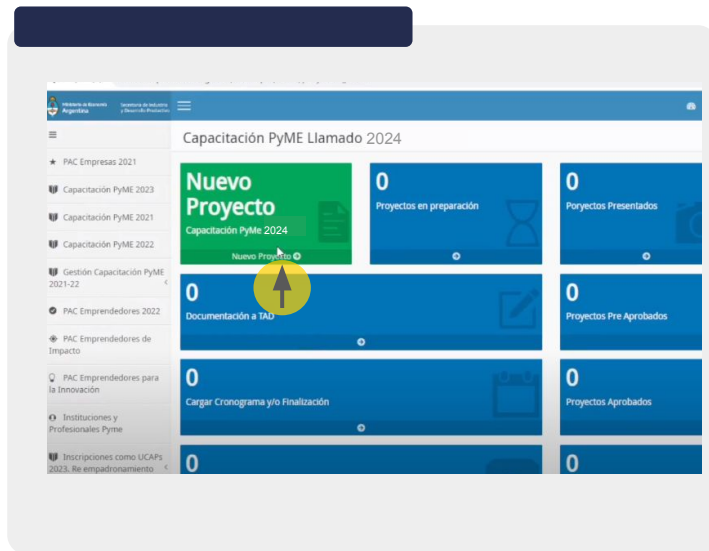 Ministerio de Economía
Argentina
Secretaría de Industria
y Desarrollo Productivo
Capacitación PyME Llamado 2024
PAC Empresas 2021
Capacitación PyME 2023
Capacitación PyME 2021
Capacitación PyME 2022
Gestión Capacitación PyME
2021-22
PAC Emprendedores 2022
PAC Emprendedores de
Impacto
PAC Emprendedores para
la Innovación
Instituciones y
Profesionales Pyme
Inscripciones como UCAPs
2023. Re empadronamiento
Nuevo
Proyecto
Capacitación PyMe 2024
Nuevo Proyecto
0
Proyectos en preparación
0
Poryectos Presentados
0
Documentación a TAD
0
Proyectos Pre Aprobados
0
Cargar Cronograma y/o Finalización
0
Proyectos Aprobados
0
0